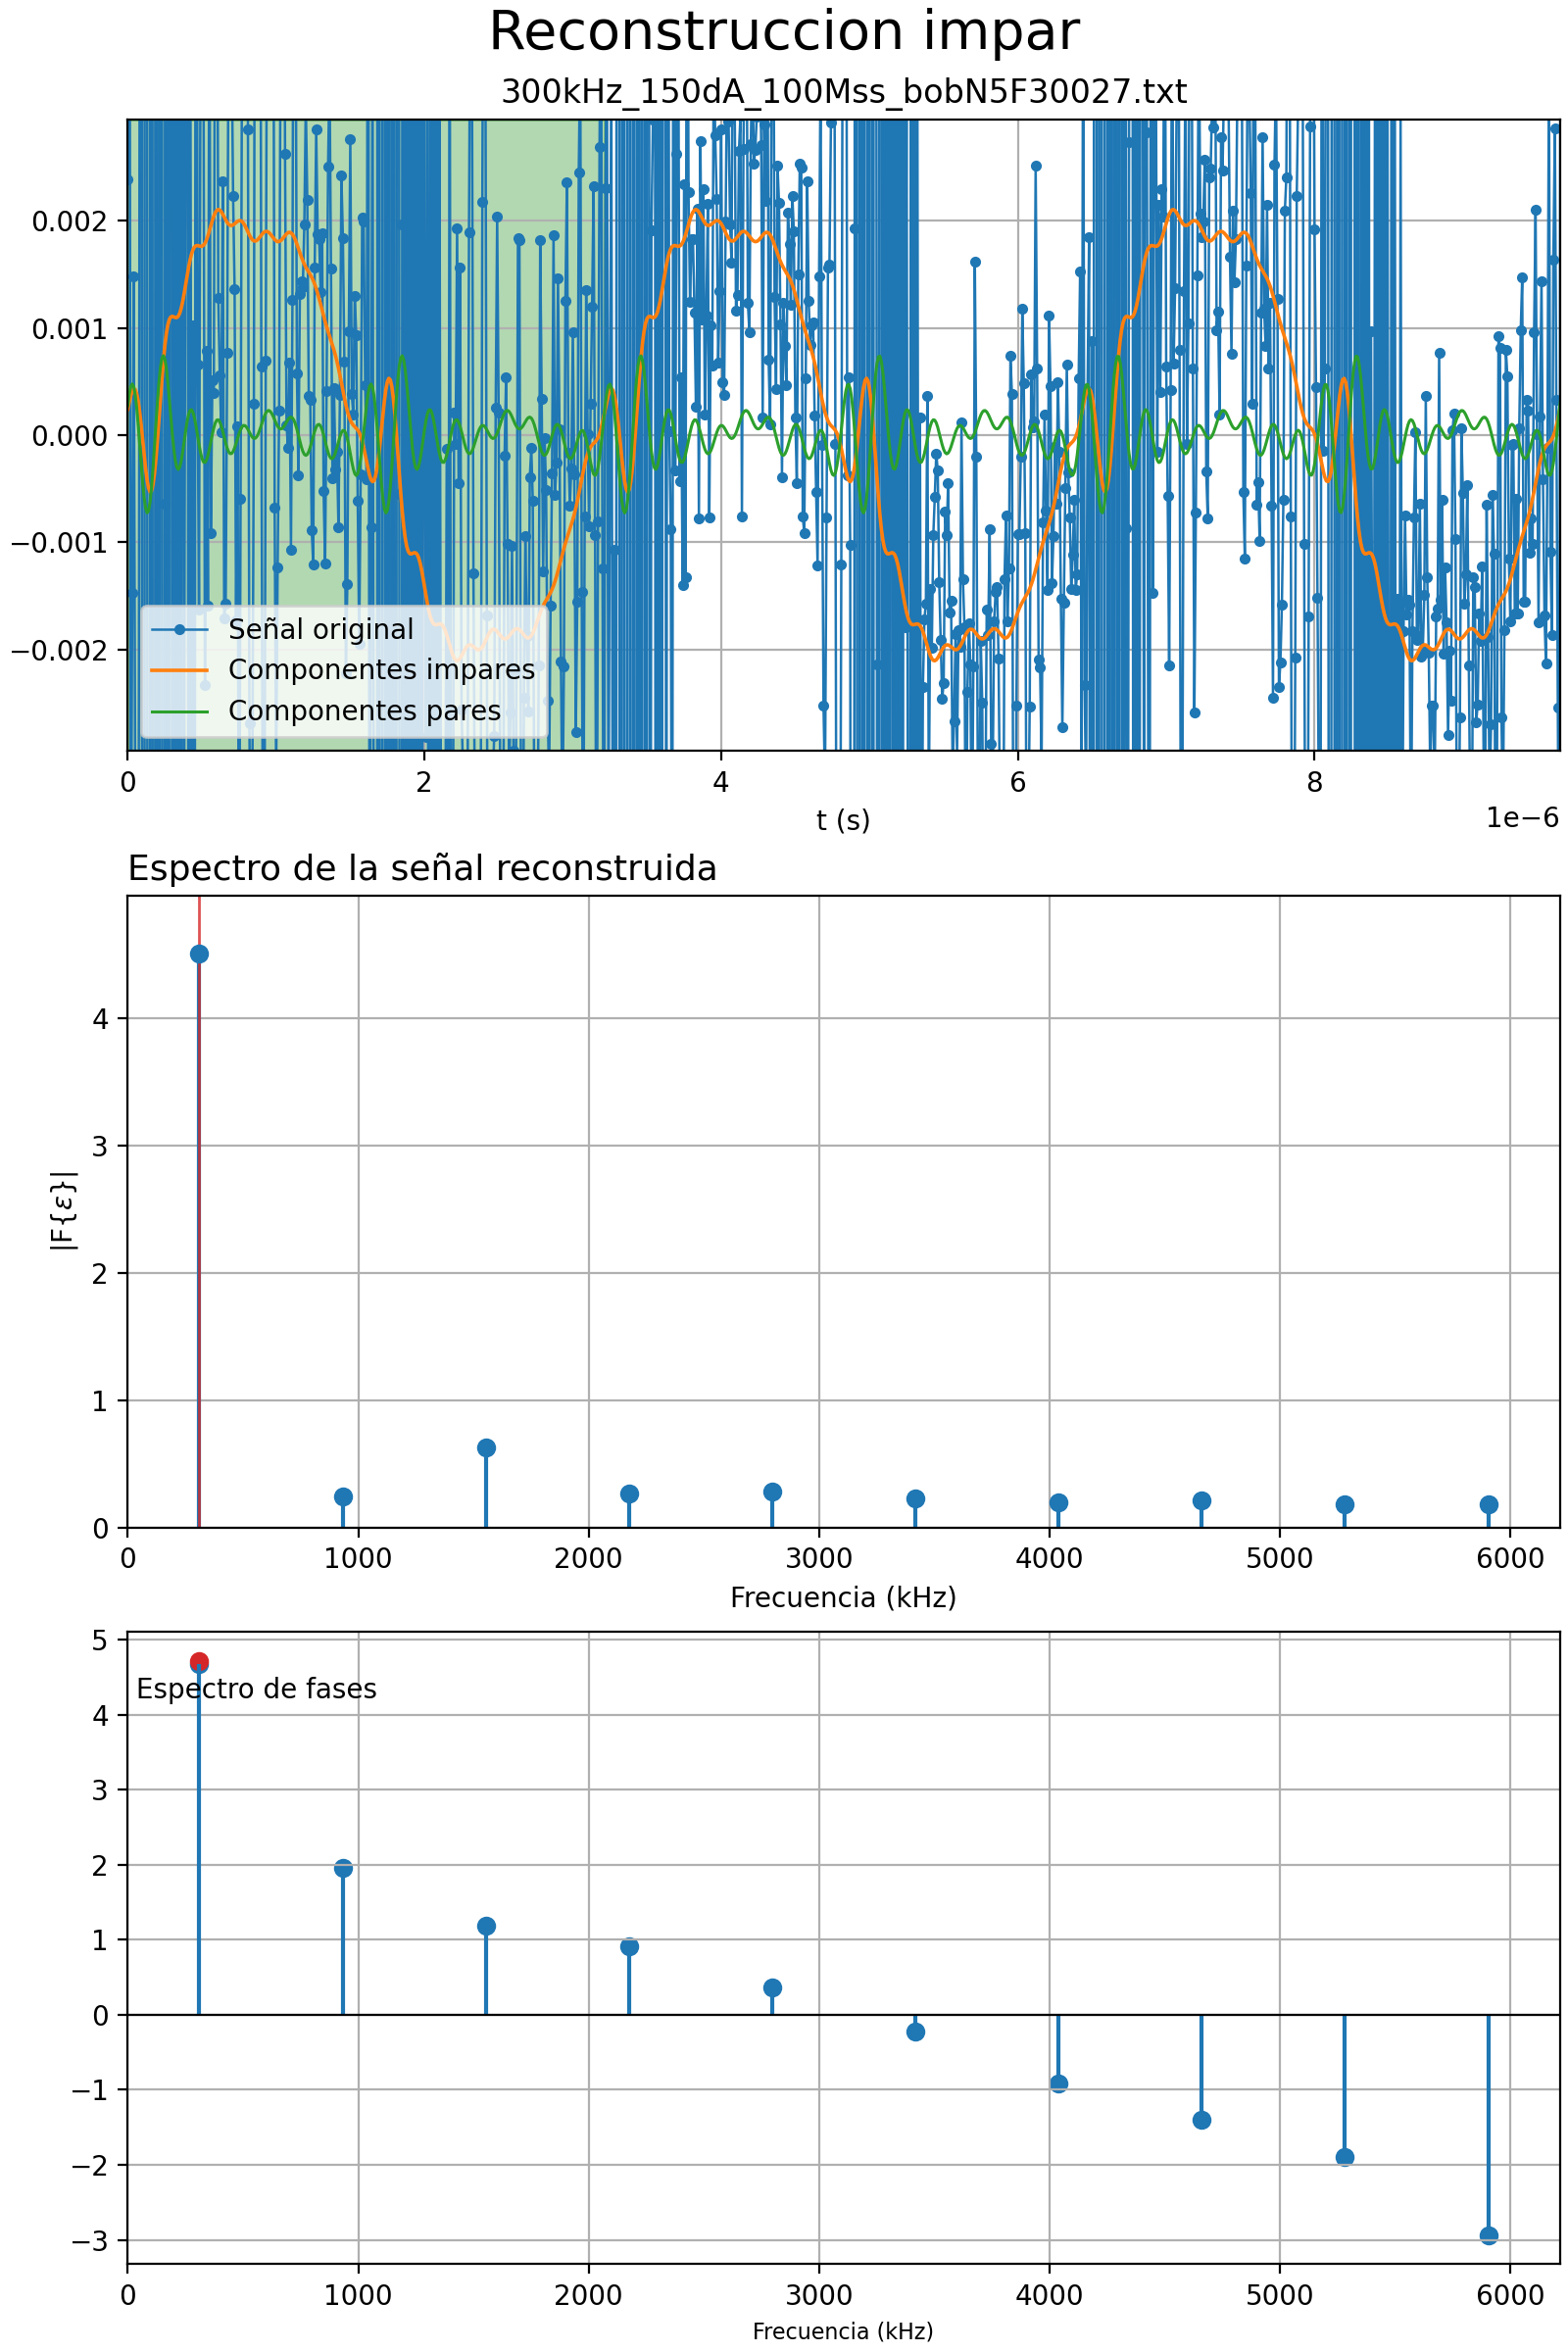 Reconstruccion impar
300kHz_150dA_100Mss_bobN5F30027.txt
0.002
0.001
0.000
−0.001
−0.002
Señal original
Componentes impares
Componentes pares
0 2 4 6 8
t (s)
1e−6
Espectro de la señal reconstruida
4
3
2
1
0
|F{ε}|
0 1000 2000 3000 4000 5000 6000
Frecuencia (kHz)
5
Espectro de fases
4
3
2
1
0
−1
−2
−3
0 1000 2000 3000 4000 5000 6000
Frecuencia (kHz)